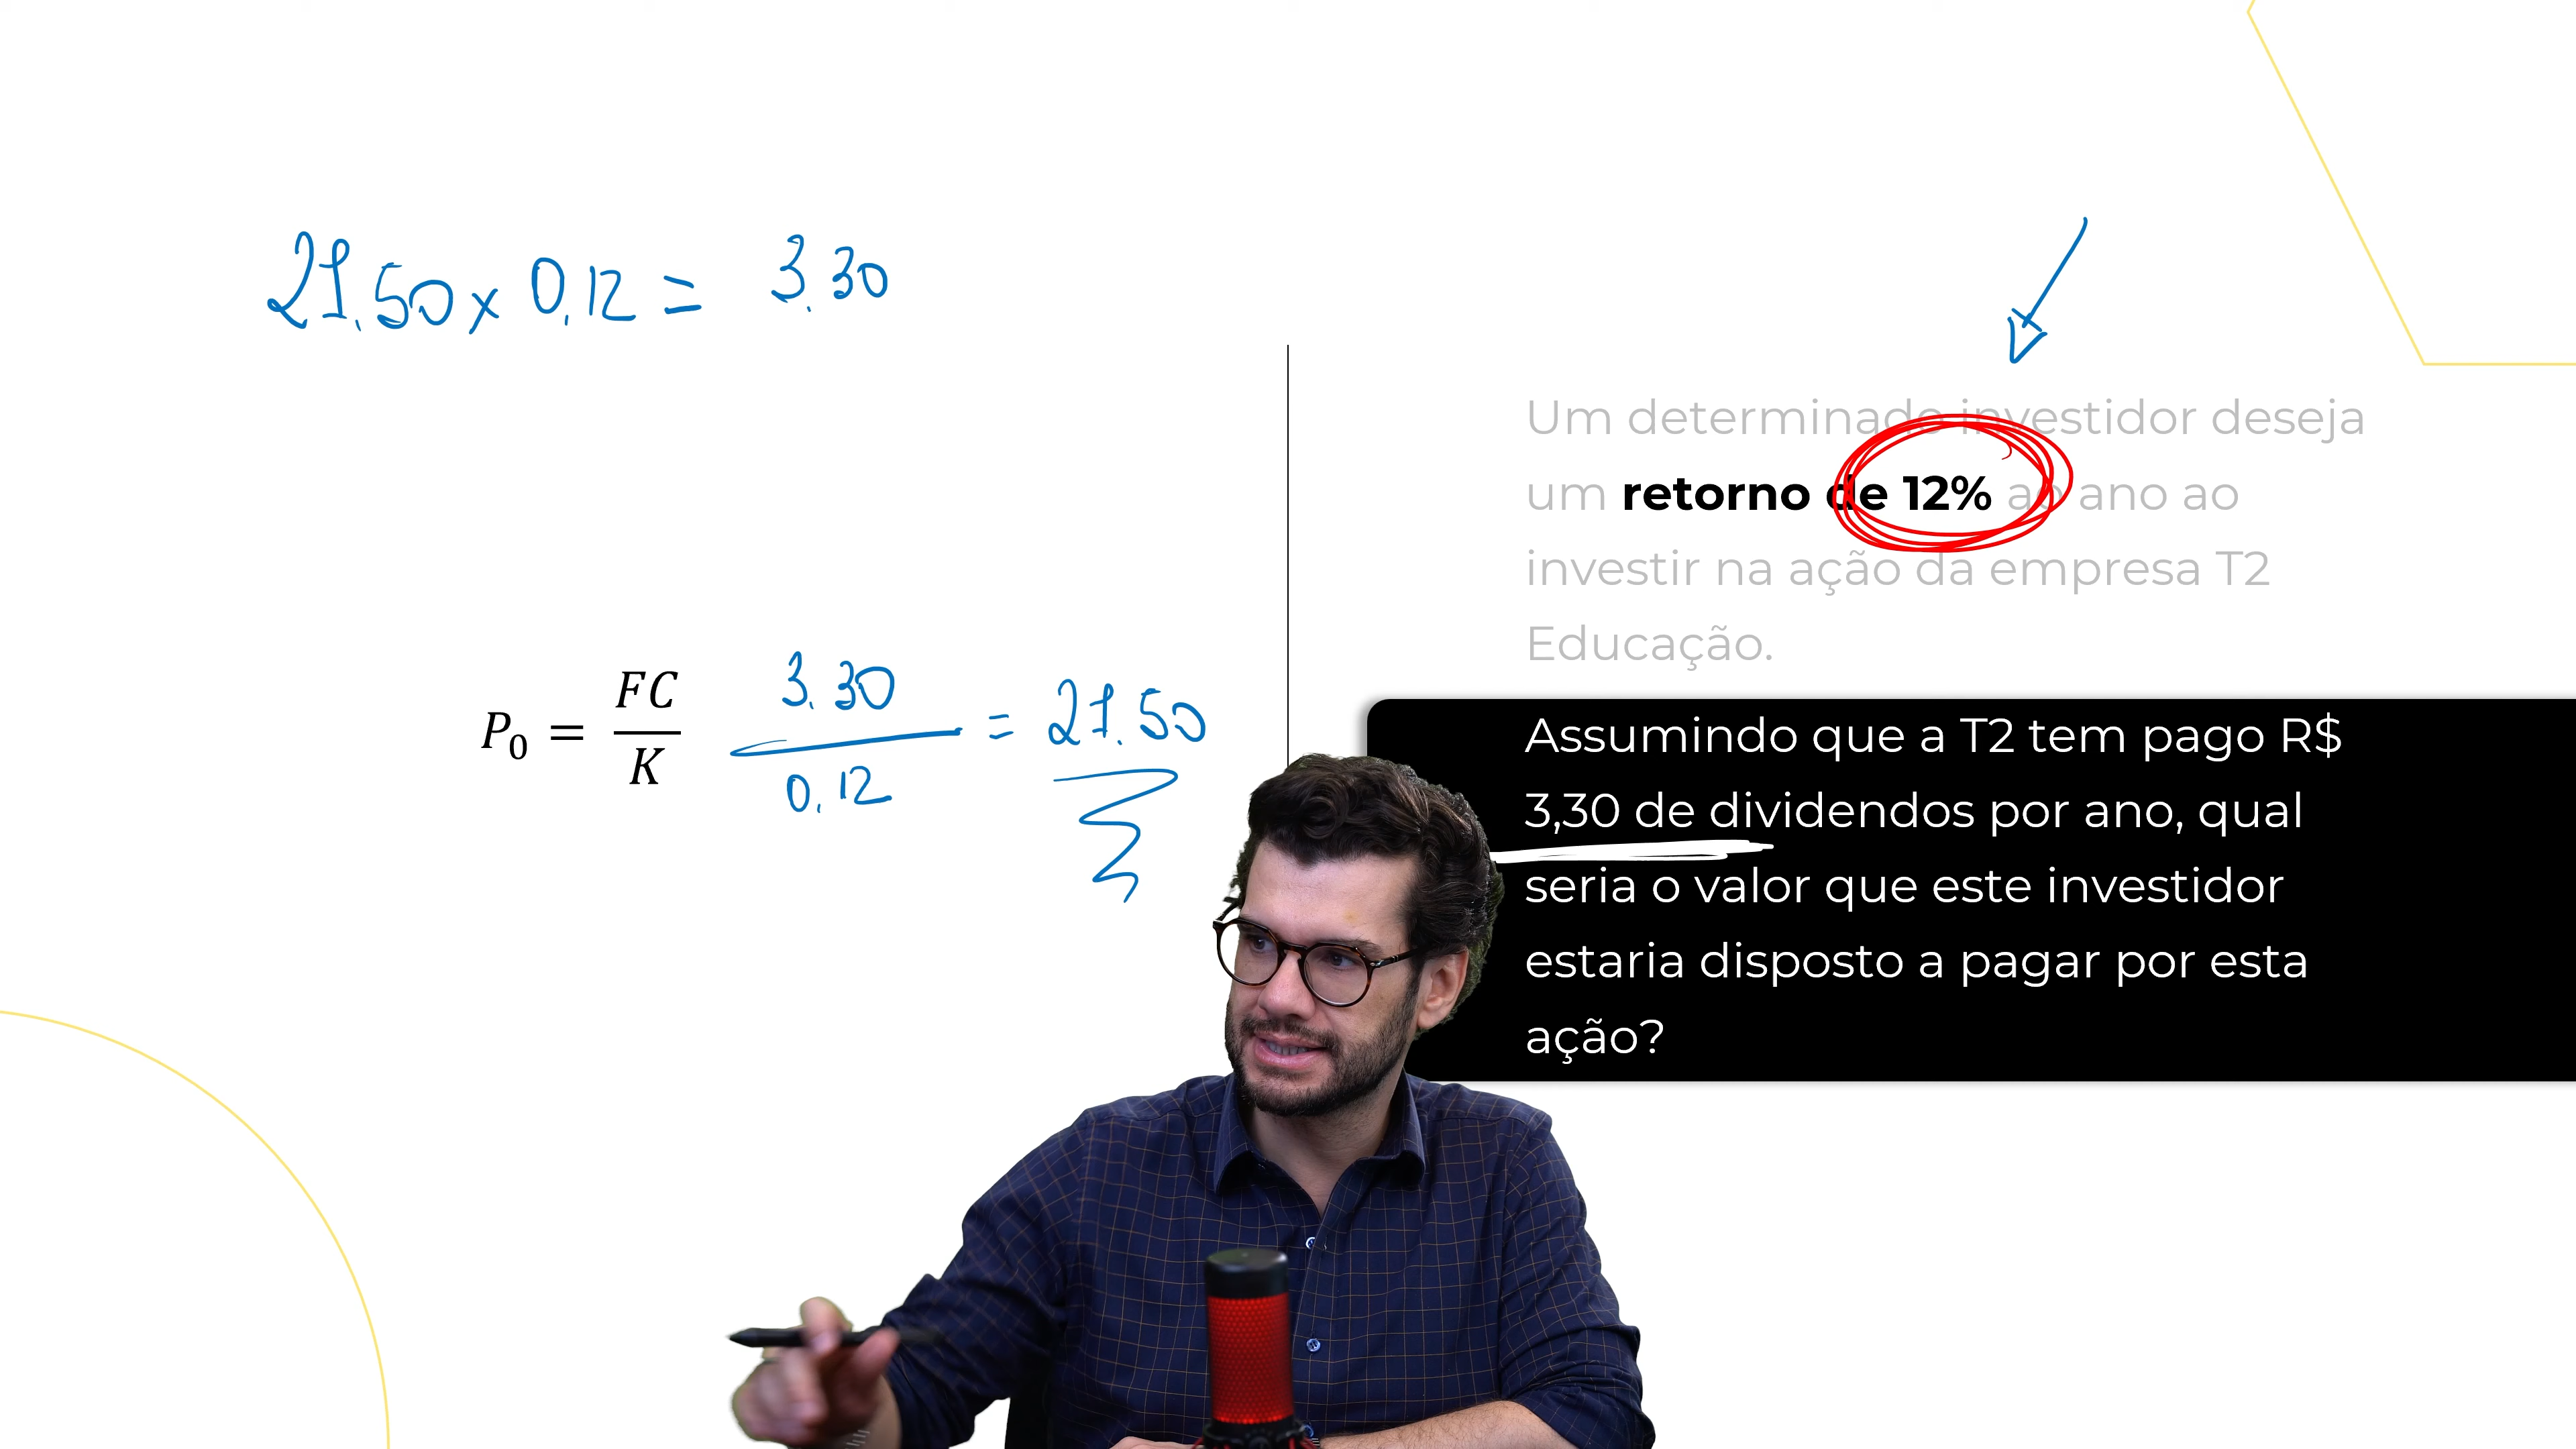 27.50 x 0.12 = 3.30
P0 = FC / K 3.30 / 0.12 = 27.50
Um determinado investidor deseja
um retorno de 12% ao ano ao
investir na ação da empresa T2
Educação.
Assumindo que a T2 tem pago R$
3,30 de dividendos por ano, qual
seria o valor que este investidor
estaria disposto a pagar por esta
ação?